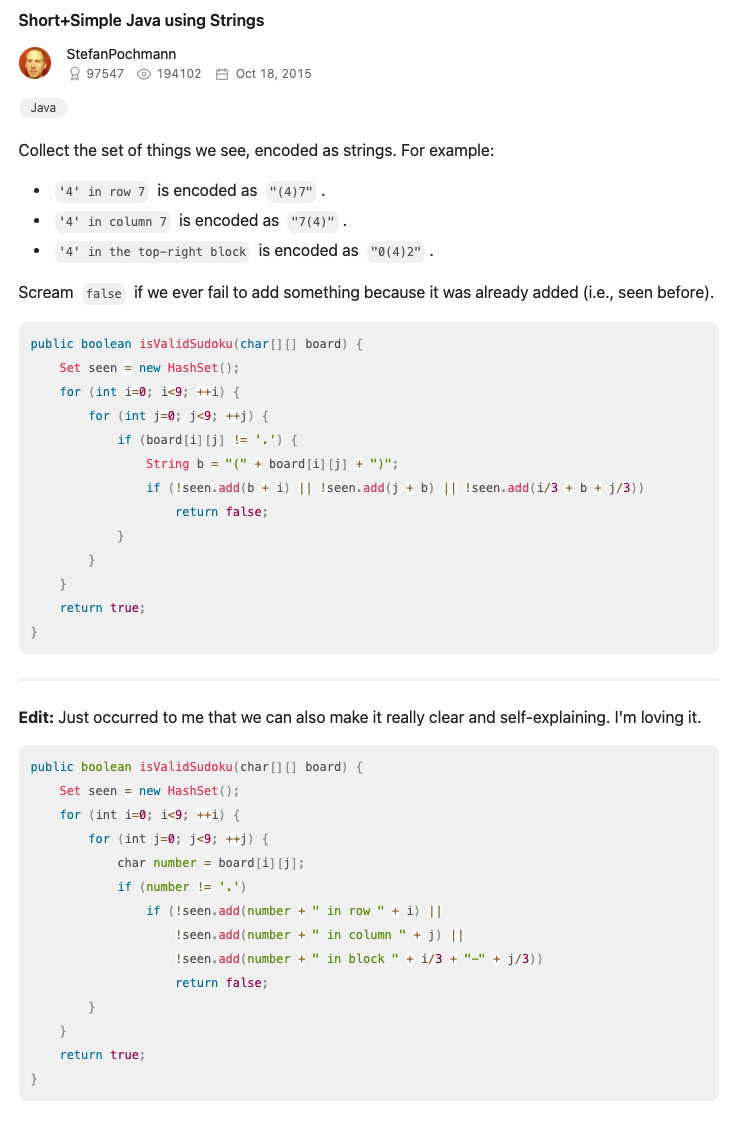 Short+Simple Java using Strings
StefanPochmann
97547 194102 Oct 18, 2015
Java
Collect the set of things we see, encoded as strings. For example:
• '4' in row 7 is encoded as "(4)7" .
• '4' in column 7 is encoded as "7(4)" .
• '4' in the top-right block is encoded as "0(4)2" .
Scream false if we ever fail to add something because it was already added (i.e., seen before).
public boolean isValidSudoku(char[][] board) {
    Set seen = new HashSet();
    for (int i=0; i<9; ++i) {
        for (int j=0; j<9; ++j) {
            if (board[i][j] != '.') {
                String b = "(" + board[i][j] + ")";
                if (!seen.add(b + i) || !seen.add(j + b) || !seen.add(i/3 + b + j/3))
                    return false;
            }
        }
    }
    return true;
}
Edit: Just occurred to me that we can also make it really clear and self-explaining. I'm loving it.
public boolean isValidSudoku(char[][] board) {
    Set seen = new HashSet();
    for (int i=0; i<9; ++i) {
        for (int j=0; j<9; ++j) {
            char number = board[i][j];
            if (number != '.')
                if (!seen.add(number + " in row " + i) ||
                    !seen.add(number + " in column " + j) ||
                    !seen.add(number + " in block " + i/3 + "-" + j/3))
                    return false;
        }
    }
    return true;
}